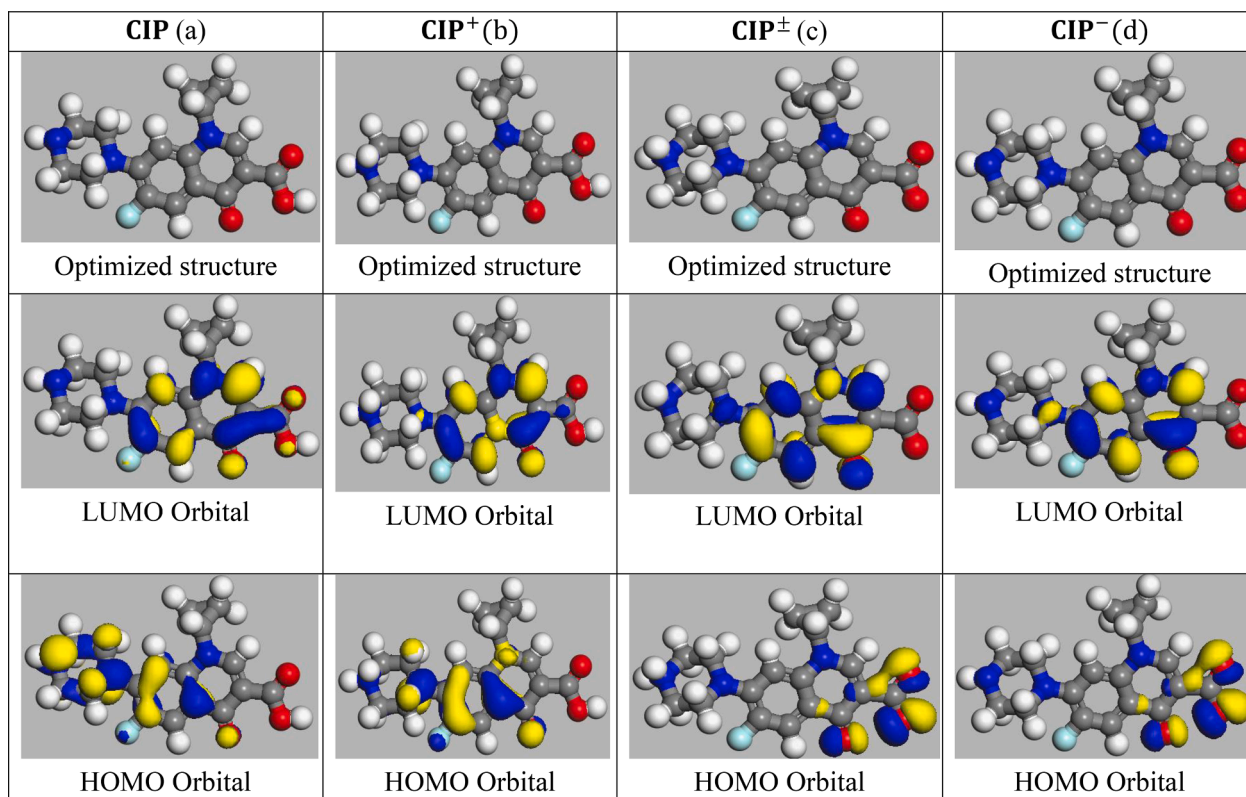 CIP (a) CIP⁺ (b) CIP± (c) CIP⁻ (d)
Optimized structure Optimized structure Optimized structure Optimized structure
LUMO Orbital LUMO Orbital LUMO Orbital LUMO Orbital
HOMO Orbital HOMO Orbital HOMO Orbital HOMO Orbital